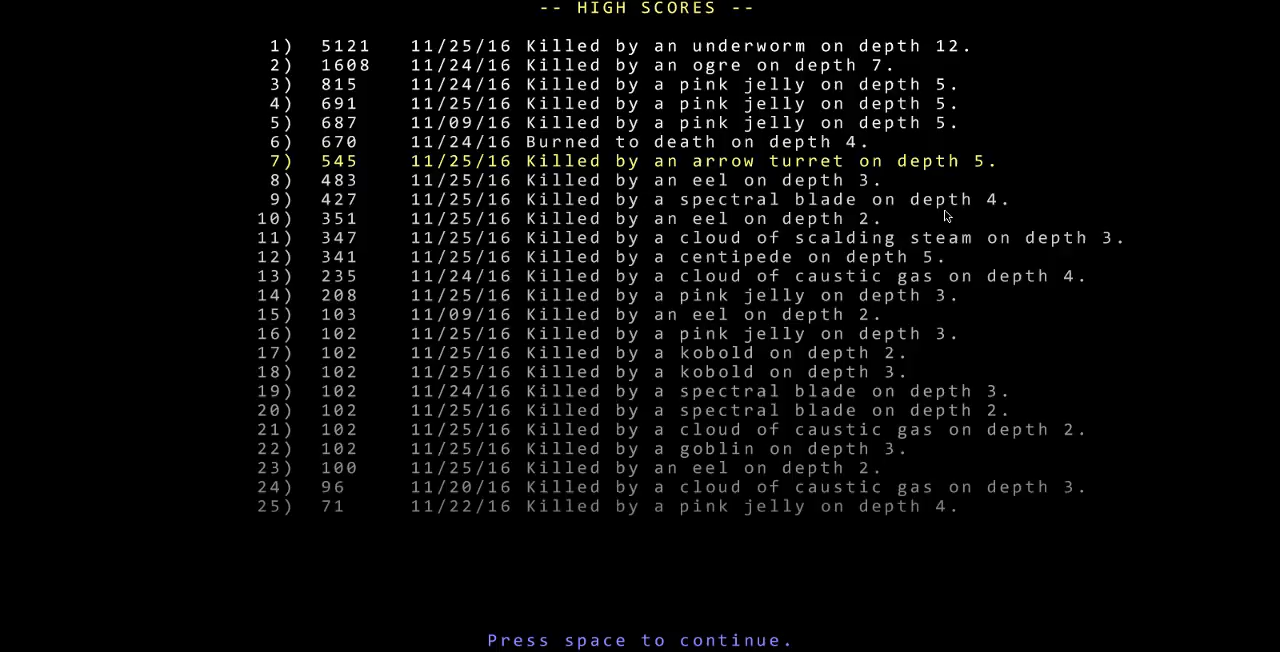 -- HIGH SCORES --
1) 5121 11/25/16 Killed by an underworm on depth 12.
2) 1608 11/24/16 Killed by an ogre on depth 7.
3) 815 11/24/16 Killed by a pink jelly on depth 5.
4) 691 11/25/16 Killed by a pink jelly on depth 5.
5) 687 11/09/16 Killed by a pink jelly on depth 5.
6) 670 11/24/16 Burned to death on depth 4.
7) 545 11/25/16 Killed by an arrow turret on depth 5.
8) 483 11/25/16 Killed by an eel on depth 3.
9) 427 11/25/16 Killed by a spectral blade on depth 4.
10) 351 11/25/16 Killed by an eel on depth 2.
11) 347 11/25/16 Killed by a cloud of scalding steam on depth 3.
12) 341 11/25/16 Killed by a centipede on depth 5.
13) 235 11/24/16 Killed by a cloud of caustic gas on depth 4.
14) 208 11/25/16 Killed by a pink jelly on depth 3.
15) 103 11/09/16 Killed by an eel on depth 2.
16) 102 11/25/16 Killed by a pink jelly on depth 3.
17) 102 11/25/16 Killed by a kobold on depth 2.
18) 102 11/25/16 Killed by a kobold on depth 3.
19) 102 11/24/16 Killed by a spectral blade on depth 3.
20) 102 11/25/16 Killed by a spectral blade on depth 2.
21) 102 11/25/16 Killed by a cloud of caustic gas on depth 2.
22) 102 11/25/16 Killed by a goblin on depth 3.
23) 100 11/25/16 Killed by an eel on depth 2.
24) 96 11/20/16 Killed by a cloud of caustic gas on depth 3.
25) 71 11/22/16 Killed by a pink jelly on depth 4.
Press space to continue.